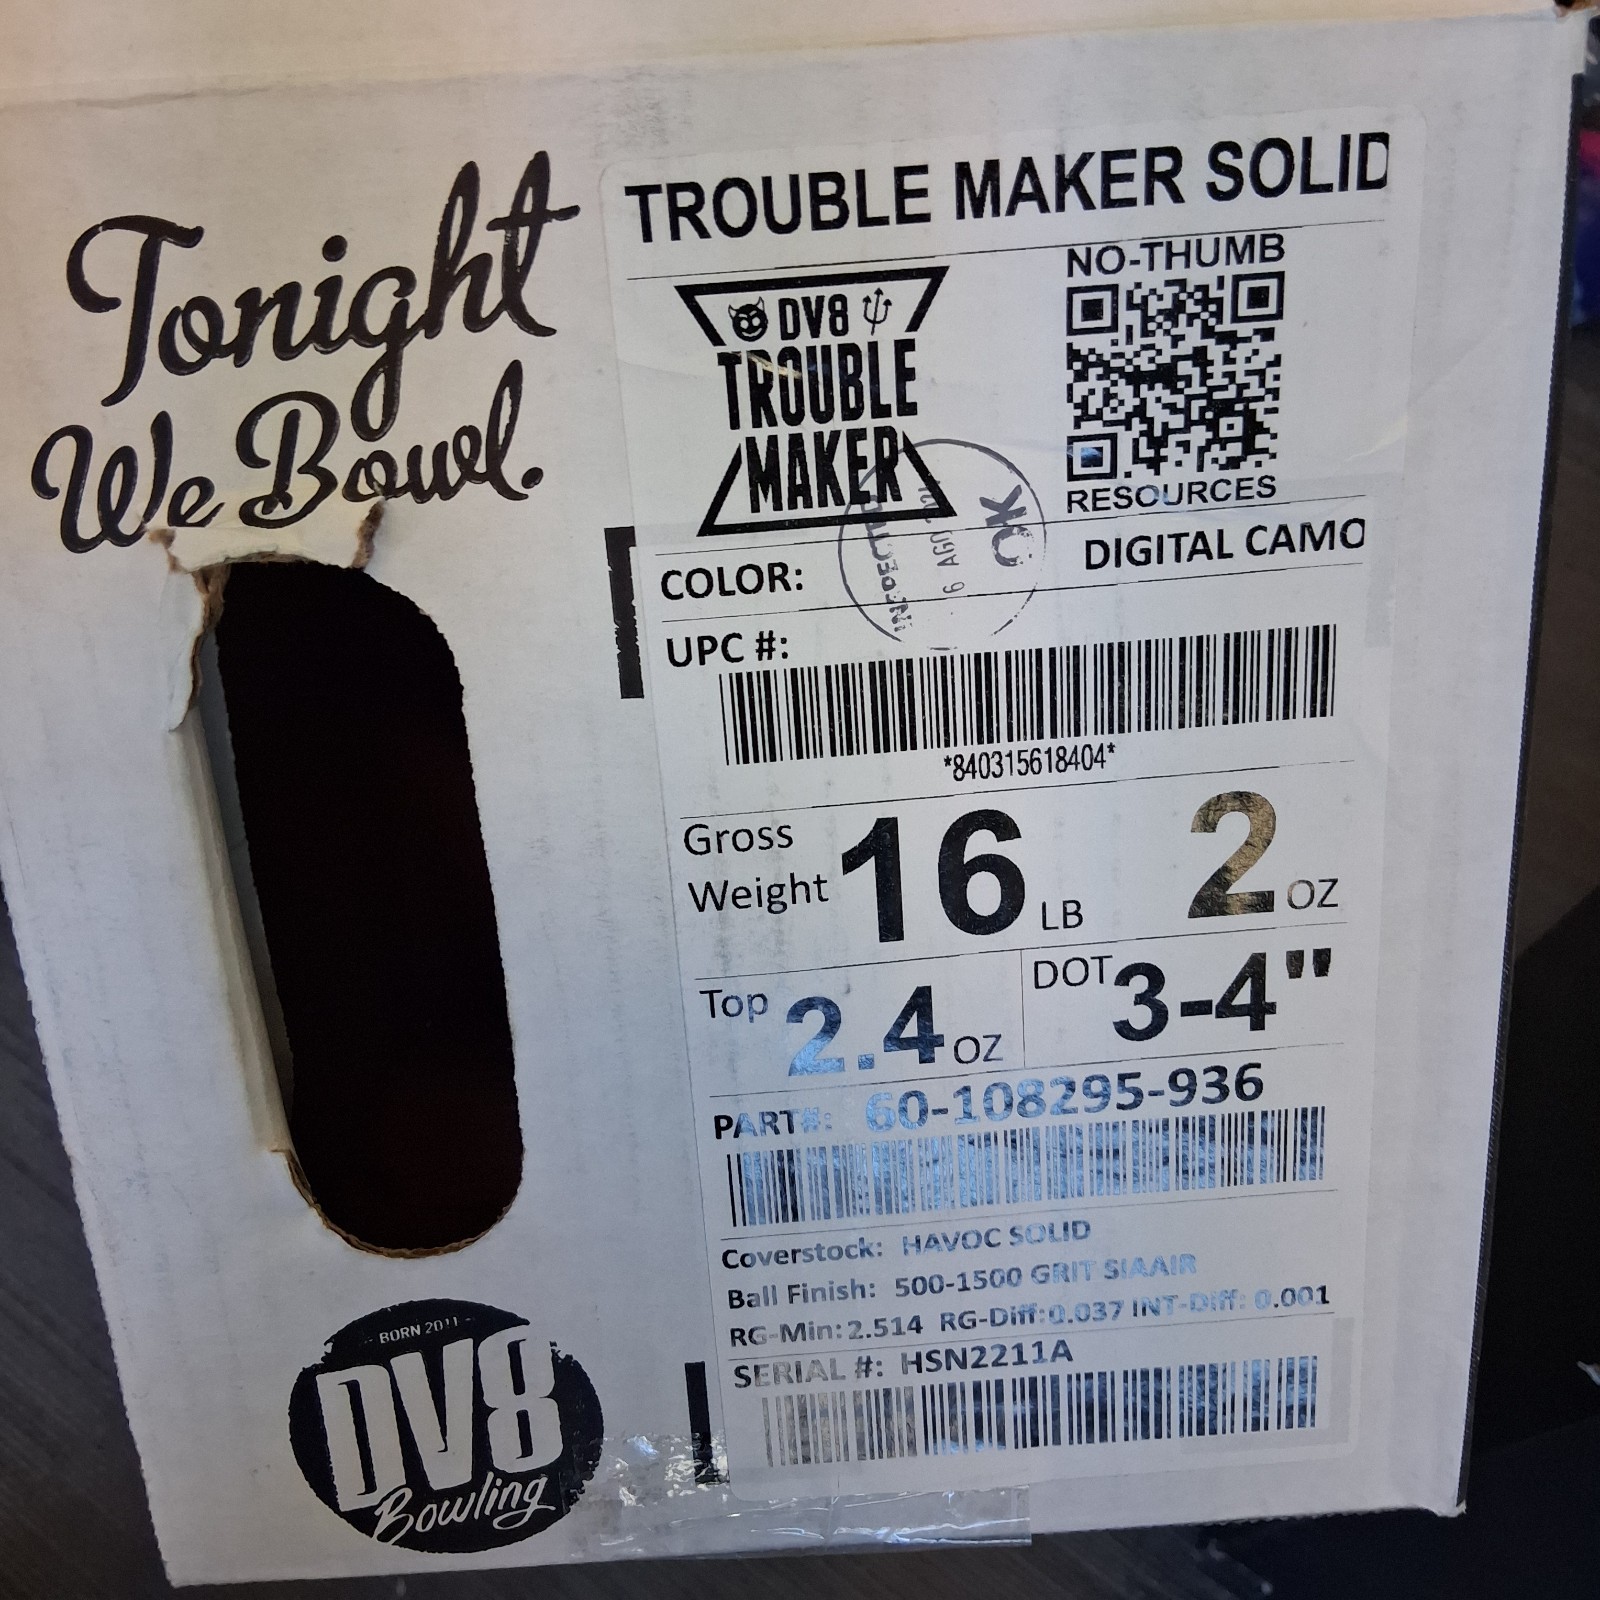 Tonight
We Bowl.
TROUBLE MAKER SOLID
DV8
TROUBLE
MAKER
NO-THUMB
RESOURCES
COLOR: DIGITAL CAMO
INSPECTED
OK
UPC #:
*840315618404*
Gross Weight 16 LB 2 OZ
Top 2.4 OZ
DOT 3-4"
PART#: 60-108295-936
Coverstock: HAVOC SOLID
Ball Finish: 500-1500 GRIT SIAAIR
RG-Min: 2.514 RG-Diff: 0.037 INT-Diff: 0.001
SERIAL #: HSN2211A
BORN 2011
DV8
Bowling